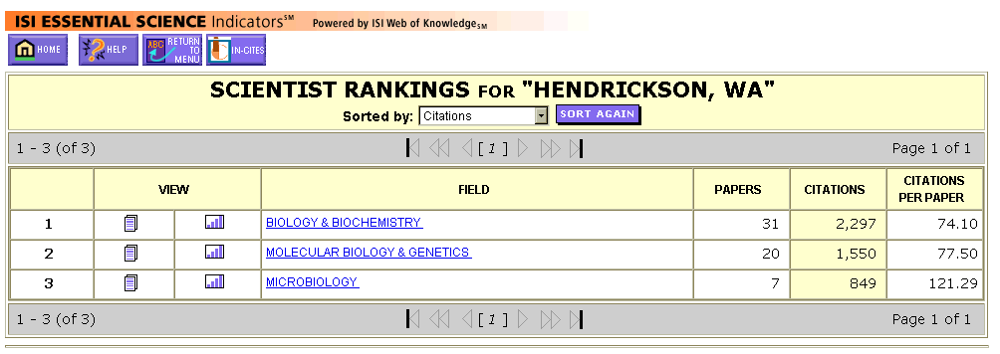 ISI ESSENTIAL SCIENCE Indicators℠ Powered by ISI Web of Knowledge℠
HOME HELP ABC RETURN TO MENU IN-CITES
SCIENTIST RANKINGS FOR "HENDRICKSON, WA"
Sorted by: Citations SORT AGAIN
1 - 3 (of 3) [ 1 ] Page 1 of 1
VIEW FIELD PAPERS CITATIONS CITATIONS PER PAPER
1 BIOLOGY & BIOCHEMISTRY 31 2,297 74.10
2 MOLECULAR BIOLOGY & GENETICS 20 1,550 77.50
3 MICROBIOLOGY 7 849 121.29
1 - 3 (of 3) [ 1 ] Page 1 of 1